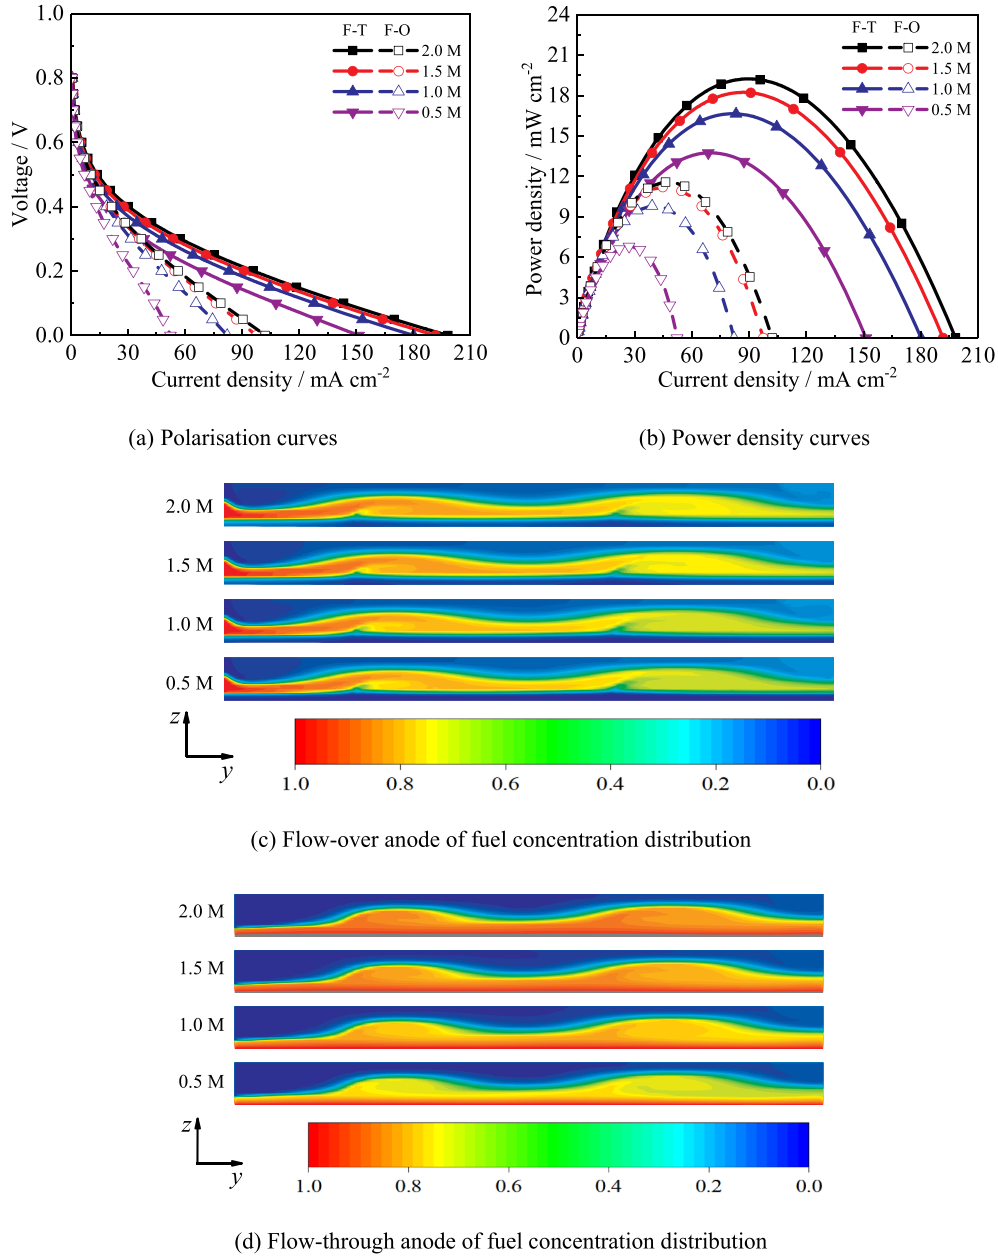 1.0
0.8
0.6
0.4
0.2
0.0
Voltage / V
F-T F-O
2.0 M
1.5 M
1.0 M
0.5 M
0 30 60 90 120 150 180 210
Current density / mA cm-2
(a) Polarisation curves
24
21
18
15
12
9
6
3
0
Power density / mW cm-2
F-T F-O
2.0 M
1.5 M
1.0 M
0.5 M
0 30 60 90 120 150 180 210
Current density / mA cm-2
(b) Power density curves
2.0 M
1.5 M
1.0 M
0.5 M
z
y
1.0 0.8 0.6 0.4 0.2 0.0
(c) Flow-over anode of fuel concentration distribution
2.0 M
1.5 M
1.0 M
0.5 M
z
y
1.0 0.8 0.6 0.4 0.2 0.0
(d) Flow-through anode of fuel concentration distribution